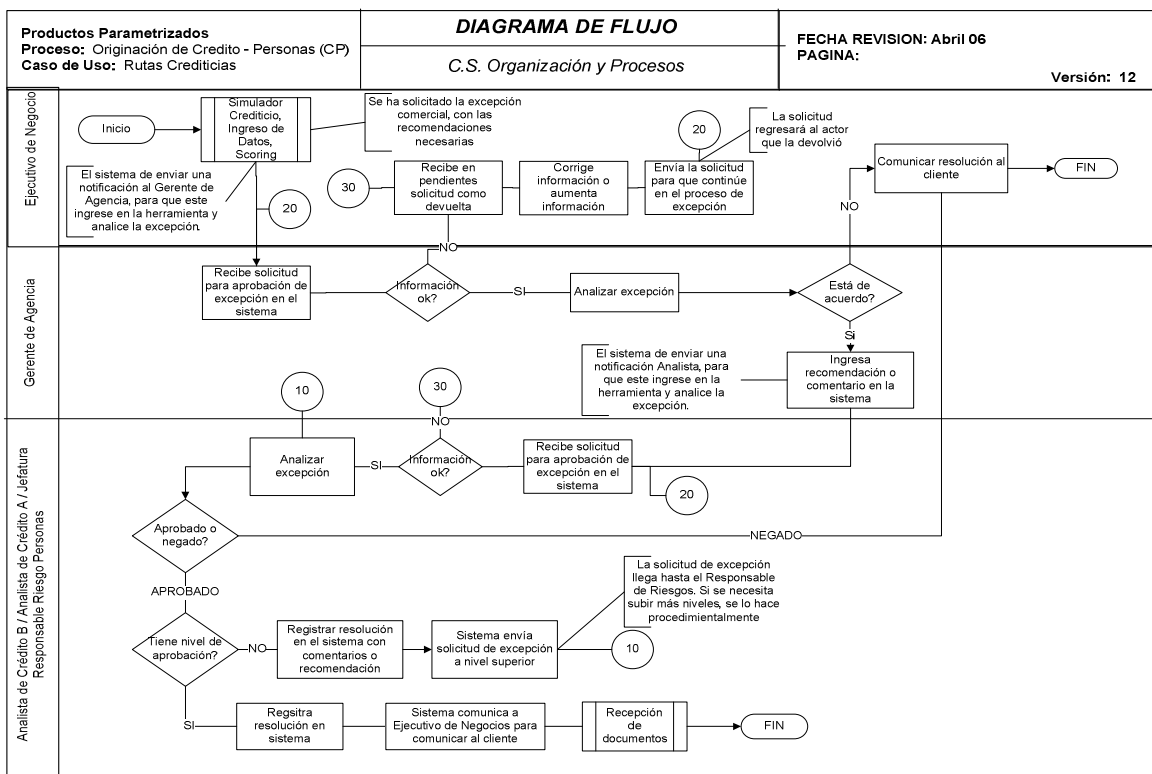 Productos Parametrizados
Proceso: Originación de Credito - Personas (CP)
Caso de Uso: Rutas Crediticias
DIAGRAMA DE FLUJO
C.S. Organización y Procesos
FECHA REVISION: Abril 06
PAGINA:
Versión: 12
Ejecutivo de Negocio
Inicio
Simulador
Crediticio,
Ingreso de
Datos,
Scoring
Se ha solicitado la excepción
comercial, con las
recomendaciones
necesarias
El sistema de enviar una
notificación al Gerente de
Agencia, para que este
ingrese en la herramienta y
analice la excepción.
20
30
Recibe en
pendientes
solicitud como
devuelta
Corrige
información o
aumenta
información
Envía la solicitud
para que continúe
en el proceso de
excepción
20
La solicitud
regresará al actor
que la devolvió
Comunicar resolución al
cliente
FIN
NO
NO
Gerente de Agencia
Recibe solicitud
para aprobación de
excepción en el
sistema
Información
ok?
SI
Analizar excepción
Está de
acuerdo?
Si
El sistema de enviar una
notificación Analista, para
que este ingrese en la
herramienta y analice la
excepción.
Ingresa
recomendación o
comentario en la
sistema
10
30
NO
Analista de Crédito B / Analista de Crédito A / Jefatura
Responsable Riesgo Personas
Analizar
excepción
SI
Información
ok?
Recibe solicitud
para aprobación de
excepción en el
sistema
20
Aprobado o
negado?
NEGADO
APROBADO
La solicitud de excepción
llega hasta el Responsable
de Riesgos. Si se necesita
subir más niveles, se lo hace
procedimientalmente
Tiene nivel de
aprobación?
NO
Registrar resolución
en el sistema con
comentarios o
recomendación
Sistema envía
solicitud de excepción
a nivel superior
10
SI
Regsitra
resolución en
sistema
Sistema comunica a
Ejecutivo de Negocios para
comunicar al cliente
Recepción
de
documentos
FIN